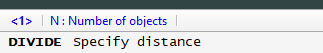 <1> N : Number of objects
DIVIDE Specify distance